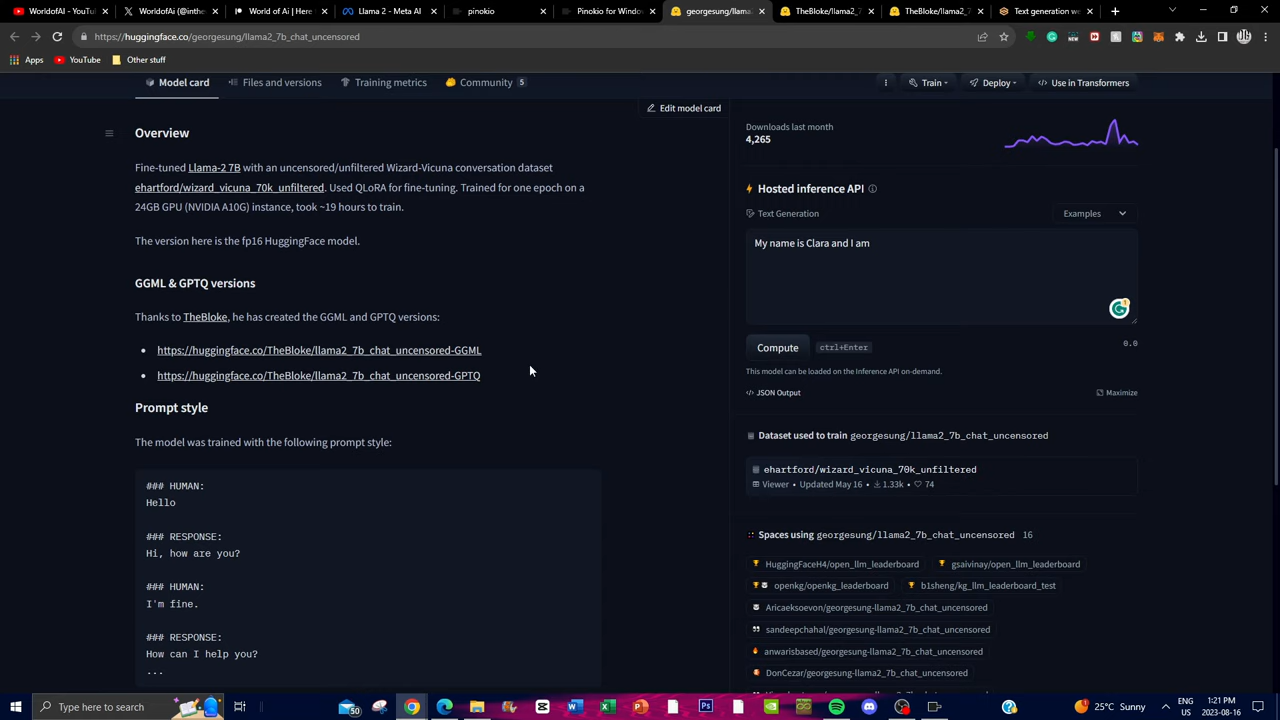 WorldofAI - YouTube
WorldofAi (@inthe
World of Ai | Here
Llama 2 - Meta AI
pinokio
Pinokio for Window
georgesung/llama2
TheBloke/llama2_7
TheBloke/llama2_7
Text generation we
https://huggingface.co/georgesung/llama2_7b_chat_uncensored
Apps YouTube Other stuff
Model card Files and versions Training metrics Community 5
Train Deploy Use in Transformers
Edit model card
Overview
Fine-tuned Llama-2 7B with an uncensored/unfiltered Wizard-Vicuna conversation dataset
ehartford/wizard_vicuna_70k_unfiltered. Used QLoRA for fine-tuning. Trained for one epoch on a
24GB GPU (NVIDIA A10G) instance, took ~19 hours to train.
The version here is the fp16 HuggingFace model.
GGML & GPTQ versions
Thanks to TheBloke, he has created the GGML and GPTQ versions:
https://huggingface.co/TheBloke/llama2_7b_chat_uncensored-GGML
https://huggingface.co/TheBloke/llama2_7b_chat_uncensored-GPTQ
Prompt style
The model was trained with the following prompt style:
### HUMAN:
Hello
### RESPONSE:
Hi, how are you?
### HUMAN:
I'm fine.
### RESPONSE:
How can I help you?
...
Downloads last month
4,265
Hosted inference API
Text Generation
Examples
My name is Clara and I am
Compute ctrl+Enter
0.0
This model can be loaded on the Inference API on-demand.
JSON Output
Maximize
Dataset used to train georgesung/llama2_7b_chat_uncensored
ehartford/wizard_vicuna_70k_unfiltered
Viewer • Updated May 16 • 1.33k • 74
Spaces using georgesung/llama2_7b_chat_uncensored 16
HuggingFaceH4/open_llm_leaderboard
gsaivinay/open_llm_leaderboard
openkg/openkg_leaderboard
b1sheng/kg_llm_leaderboard_test
Aricaeksoevon/georgesung-llama2_7b_chat_uncensored
sandeepchahal/georgesung-llama2_7b_chat_uncensored
anwarisbased/georgesung-llama2_7b_chat_uncensored
DonCezar/georgesung-llama2_7b_chat_uncensored
Type here to search
25°C Sunny
ENG
US
1:21 PM
2023-08-16